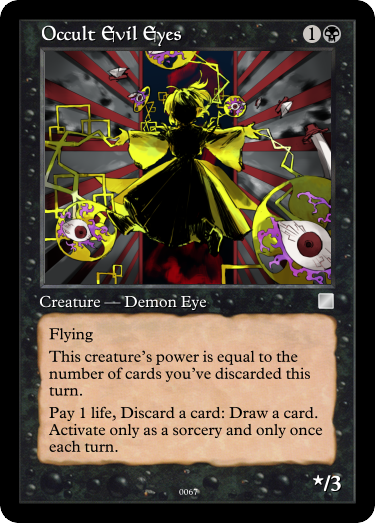 Occult Evil Eyes 1
Creature — Demon Eye
Flying
This creature's power is equal to the
number of cards you've discarded this
turn.
Pay 1 life, Discard a card: Draw a card.
Activate only as a sorcery and only once
each turn.
0067
*/3